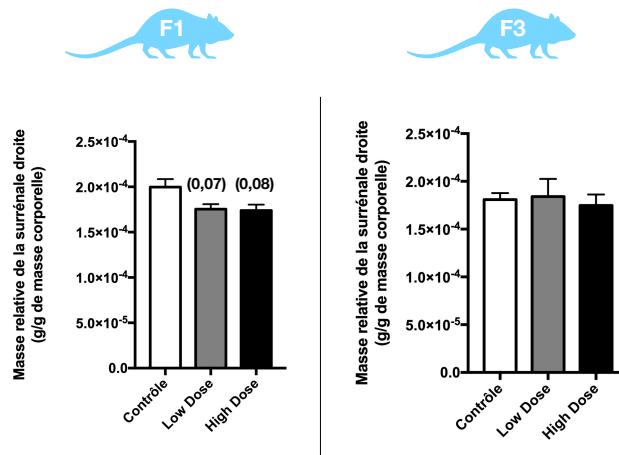 F1
Masse relative de la surrénale droite
(g/g de masse corporelle)
2.5×10-4
2.0×10-4
1.5×10-4
1.0×10-4
5.0×10-5
0.0
(0,07) (0,08)
Contrôle
Low Dose
High Dose
F3
Masse relative de la surrénale droite
(g/g de masse corporelle)
2.5×10-4
2.0×10-4
1.5×10-4
1.0×10-4
5.0×10-5
0.0
Contrôle
Low Dose
High Dose